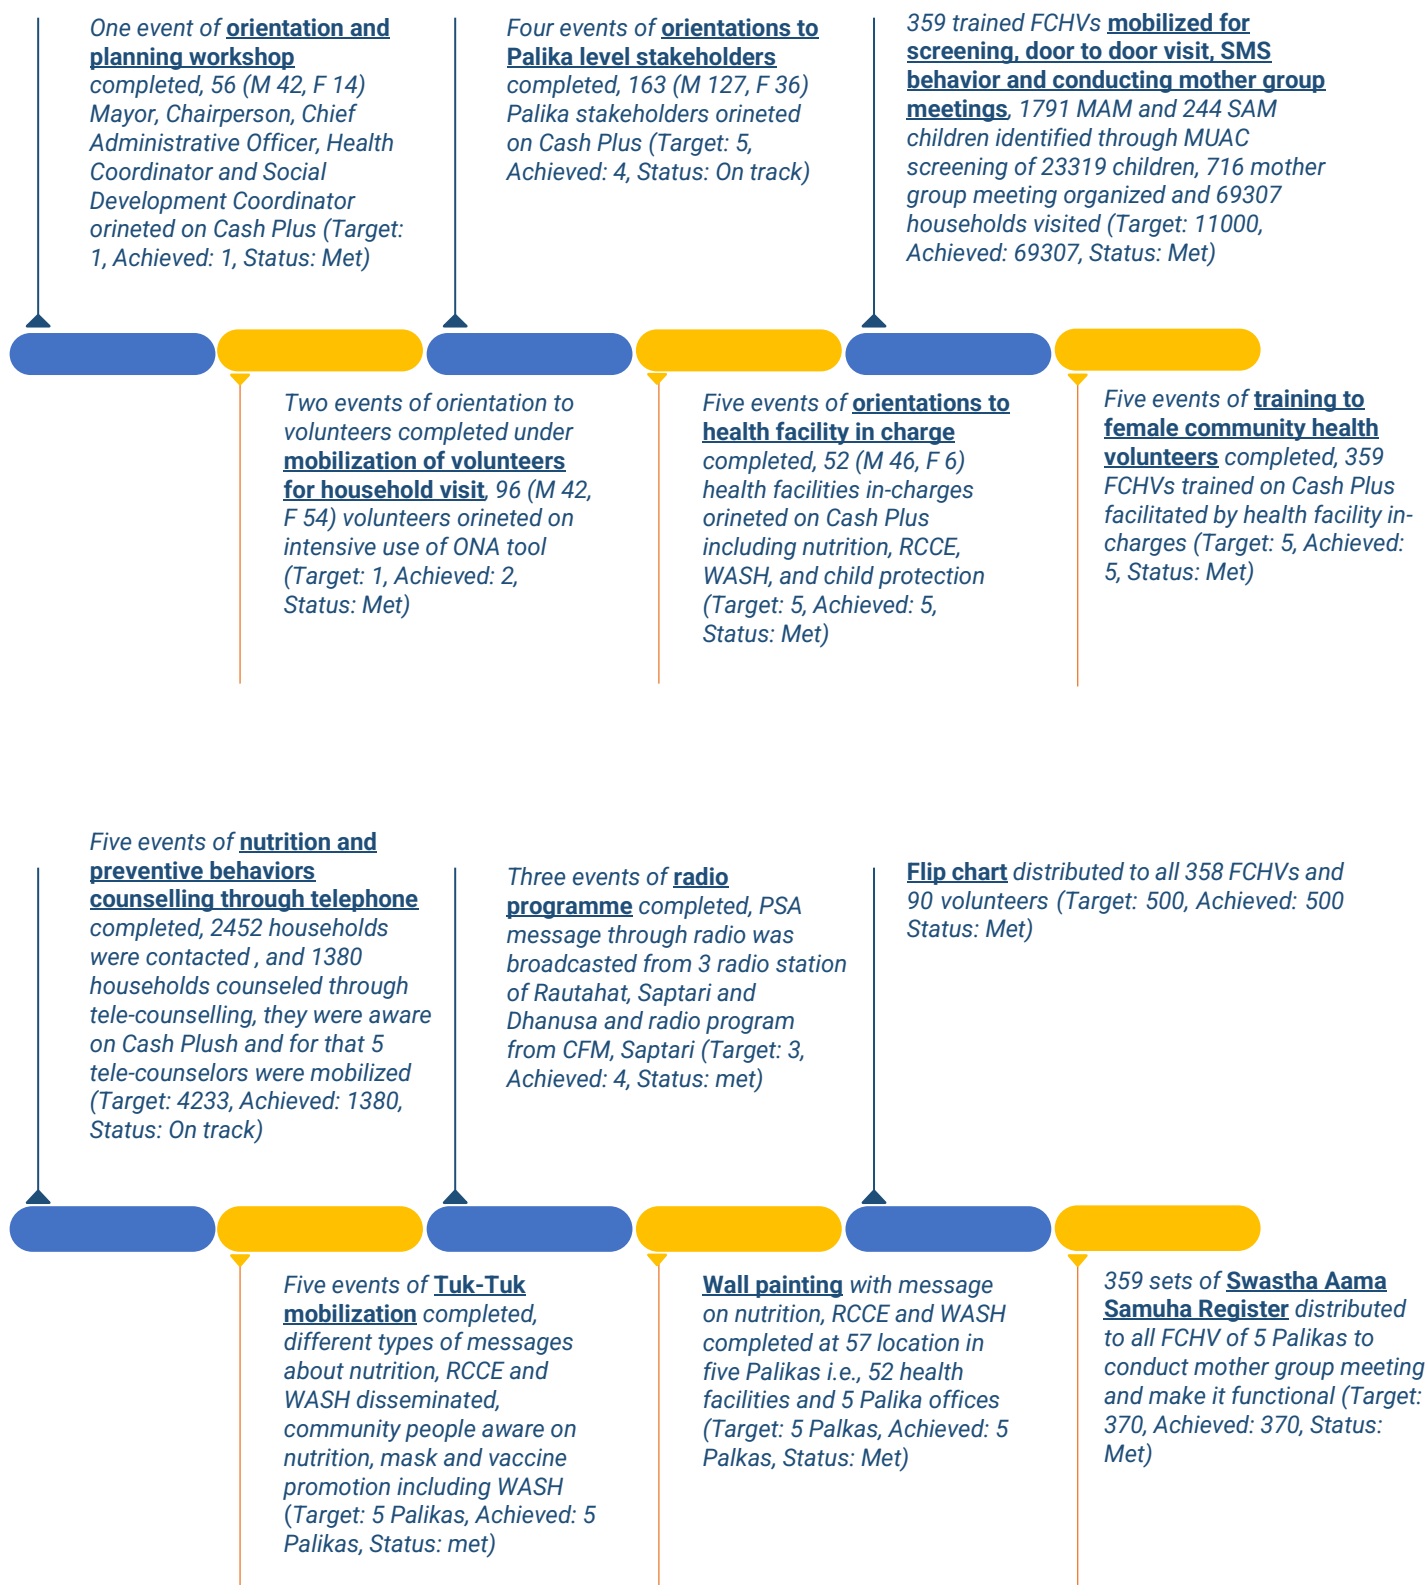 One event of orientation and
planning workshop
completed, 56 (M 42, F 14)
Mayor, Chairperson, Chief
Administrative Officer, Health
Coordinator and Social
Development Coordinator
orineted on Cash Plus (Target:
1, Achieved: 1, Status: Met)
Two events of orientation to
volunteers completed under
mobilization of volunteers
for household visit, 96 (M 42,
F 54) volunteers orineted on
intensive use of ONA tool
(Target: 1, Achieved: 2,
Status: Met)
Four events of orientations to
Palika level stakeholders
completed, 163 (M 127, F 36)
Palika stakeholders orineted
on Cash Plus (Target: 5,
Achieved: 4, Status: On track)
Five events of orientations to
health facility in charge
completed, 52 (M 46, F 6)
health facilities in-charges
orineted on Cash Plus
including nutrition, RCCE,
WASH, and child protection
(Target: 5, Achieved: 5,
Status: Met)
359 trained FCHVs mobilized for
screening, door to door visit, SMS
behavior and conducting mother group
meetings, 1791 MAM and 244 SAM
children identified through MUAC
screening of 23319 children, 716 mother
group meeting organized and 69307
households visited (Target: 11000,
Achieved: 69307, Status: Met)
Five events of training to
female community health
volunteers completed, 359
FCHVs trained on Cash Plus
facilitated by health facility in-
charges (Target: 5, Achieved:
5, Status: Met)
Five events of nutrition and
preventive behaviors
counselling through telephone
completed, 2452 households
were contacted , and 1380
households counseled through
tele-counselling, they were aware
on Cash Plush and for that 5
tele-counselors were mobilized
(Target: 4233, Achieved: 1380,
Status: On track)
Five events of Tuk-Tuk
mobilization completed,
different types of messages
about nutrition, RCCE and
WASH disseminated,
community people aware on
nutrition, mask and vaccine
promotion including WASH
(Target: 5 Palikas, Achieved: 5
Palikas, Status: met)
Three events of radio
programme completed, PSA
message through radio was
broadcasted from 3 radio station
of Rautahat, Saptari and
Dhanusa and radio program
from CFM, Saptari (Target: 3,
Achieved: 4, Status: met)
Wall painting with message
on nutrition, RCCE and WASH
completed at 57 location in
five Palikas i.e., 52 health
facilities and 5 Palika offices
(Target: 5 Palkas, Achieved: 5
Palkas, Status: Met)
Flip chart distributed to all 358 FCHVs and
90 volunteers (Target: 500, Achieved: 500
Status: Met)
359 sets of Swastha Aama
Samuha Register distributed
to all FCHV of 5 Palikas to
conduct mother group meeting
and make it functional (Target:
370, Achieved: 370, Status:
Met)